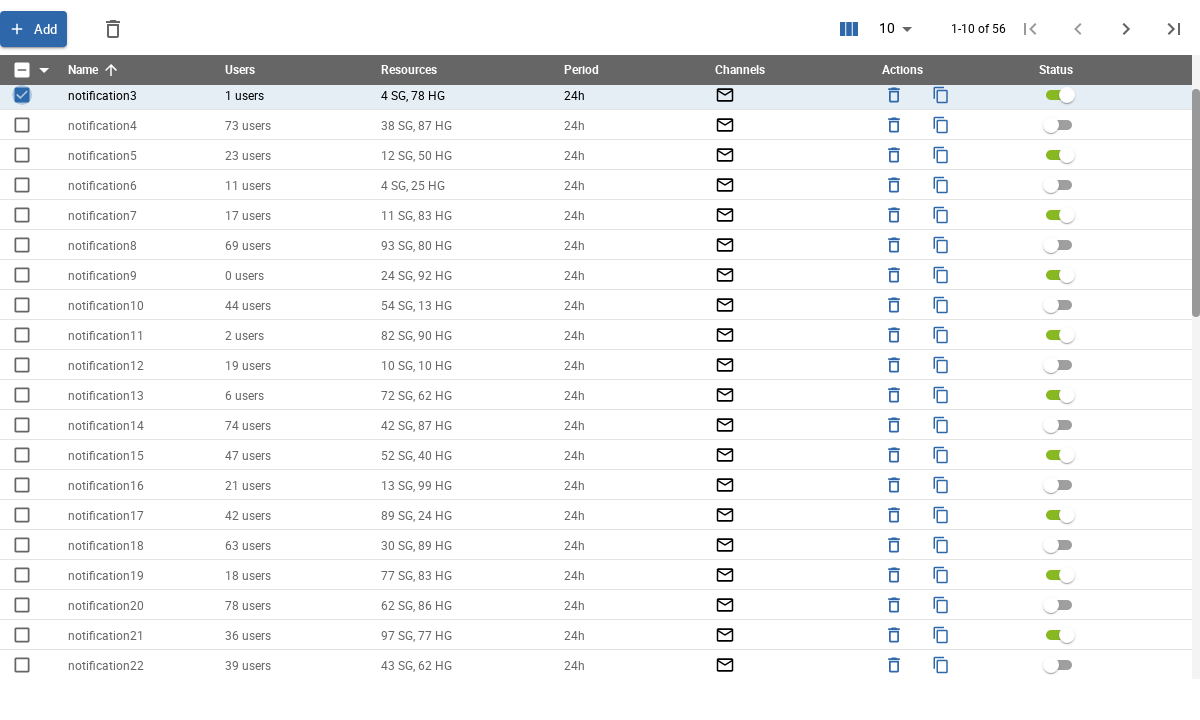 Add
10
1-10 of 56
Name Users Resources Period Channels Actions Status
notification3 1 users 4 SG, 78 HG 24h
notification4 73 users 38 SG, 87 HG 24h
notification5 23 users 12 SG, 50 HG 24h
notification6 11 users 4 SG, 25 HG 24h
notification7 17 users 11 SG, 83 HG 24h
notification8 69 users 93 SG, 80 HG 24h
notification9 0 users 24 SG, 92 HG 24h
notification10 44 users 54 SG, 13 HG 24h
notification11 2 users 82 SG, 90 HG 24h
notification12 19 users 10 SG, 10 HG 24h
notification13 6 users 72 SG, 62 HG 24h
notification14 74 users 42 SG, 87 HG 24h
notification15 47 users 52 SG, 40 HG 24h
notification16 21 users 13 SG, 99 HG 24h
notification17 42 users 89 SG, 24 HG 24h
notification18 63 users 30 SG, 89 HG 24h
notification19 18 users 77 SG, 83 HG 24h
notification20 78 users 62 SG, 86 HG 24h
notification21 36 users 97 SG, 77 HG 24h
notification22 39 users 43 SG, 62 HG 24h